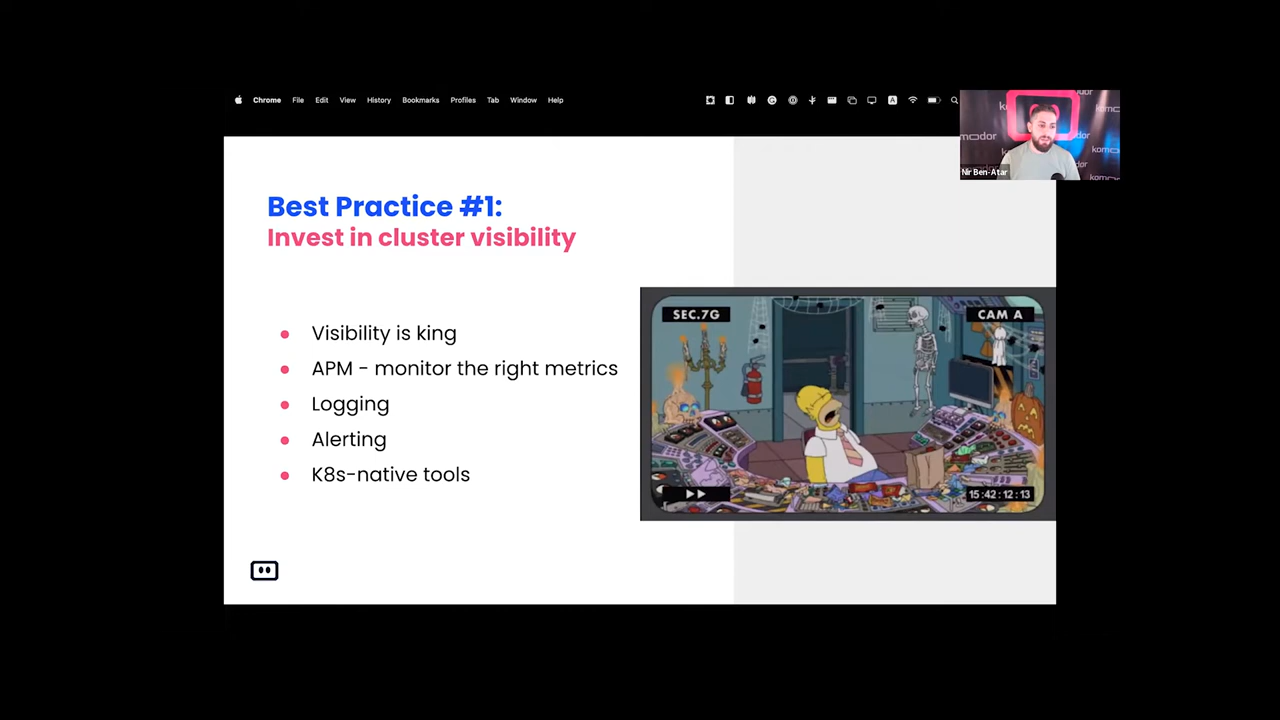 Chrome File Edit View History Bookmarks Profiles Tab Window Help
Best Practice #1:
Invest in cluster visibility
Visibility is king
APM - monitor the right metrics
Logging
Alerting
K8s-native tools
SEC.7G
CAM A
15:42:12:13
Nir Ben-Atar
komodor